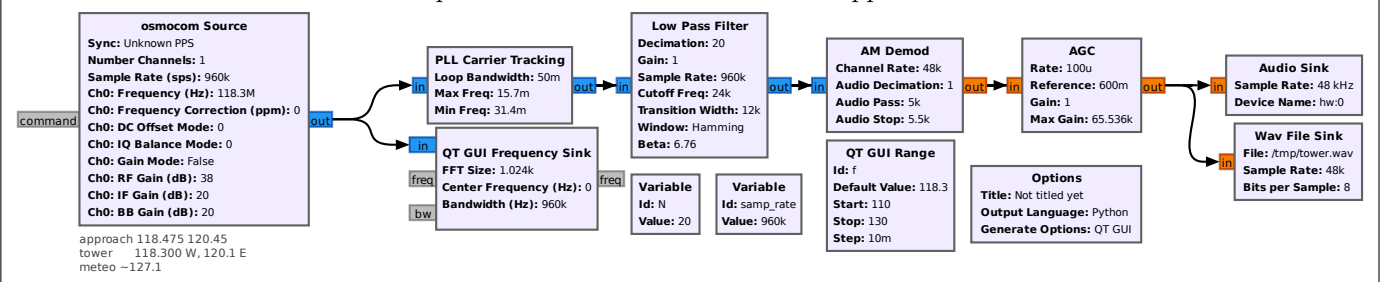 osmocom Source
Sync: Unknown PPS
Number Channels: 1
Sample Rate (sps): 960k
Ch0: Frequency (Hz): 118.3M
Ch0: Frequency Correction (ppm): 0
Ch0: DC Offset Mode: 0
Ch0: IQ Balance Mode: 0
Ch0: Gain Mode: False
Ch0: RF Gain (dB): 38
Ch0: IF Gain (dB): 20
Ch0: BB Gain (dB): 20
command
out
approach 118.475 120.45
tower 118.300 W, 120.1 E
meteo ~127.1
PLL Carrier Tracking
Loop Bandwidth: 50m
Max Freq: 15.7m
Min Freq: 31.4m
in
out
QT GUI Frequency Sink
FFT Size: 1.024k
Center Frequency (Hz): 0
Bandwidth (Hz): 960k
in
freq
bw
freq
Low Pass Filter
Decimation: 20
Gain: 1
Sample Rate: 960k
Cutoff Freq: 24k
Transition Width: 12k
Window: Hamming
Beta: 6.76
in
out
Variable
Id: N
Value: 20
Variable
Id: samp_rate
Value: 960k
AM Demod
Channel Rate: 48k
Audio Decimation: 1
Audio Pass: 5k
Audio Stop: 5.5k
in
out
QT GUI Range
Id: f
Default Value: 118.3
Start: 110
Stop: 130
Step: 10m
AGC
Rate: 100u
Reference: 600m
Gain: 1
Max Gain: 65.536k
in
out
Options
Title: Not titled yet
Output Language: Python
Generate Options: QT GUI
Audio Sink
Sample Rate: 48 kHz
Device Name: hw:0
in
Wav File Sink
File: /tmp/tower.wav
Sample Rate: 48k
Bits per Sample: 8
in